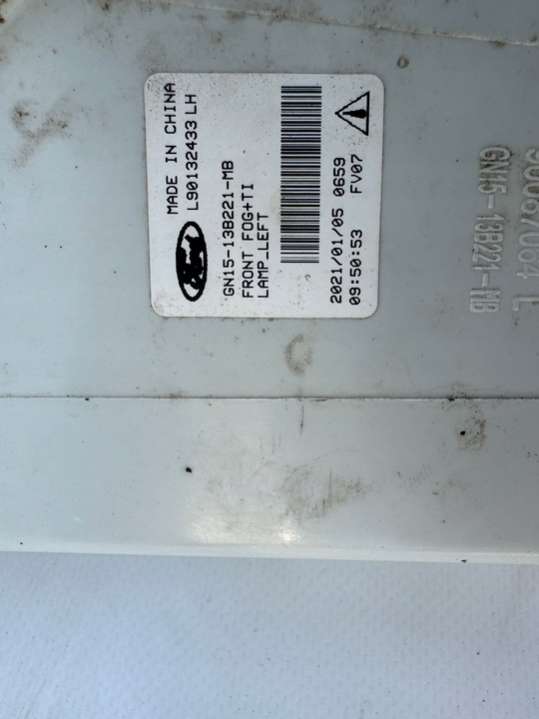 MADE IN CHINA
L90132433 LH
Ford
GN15-13B221-MB
FRONT FOG+TI
LAMP_LEFT
2021/01/05 0659
09:50:53 FV07
GN15-13B221-MB